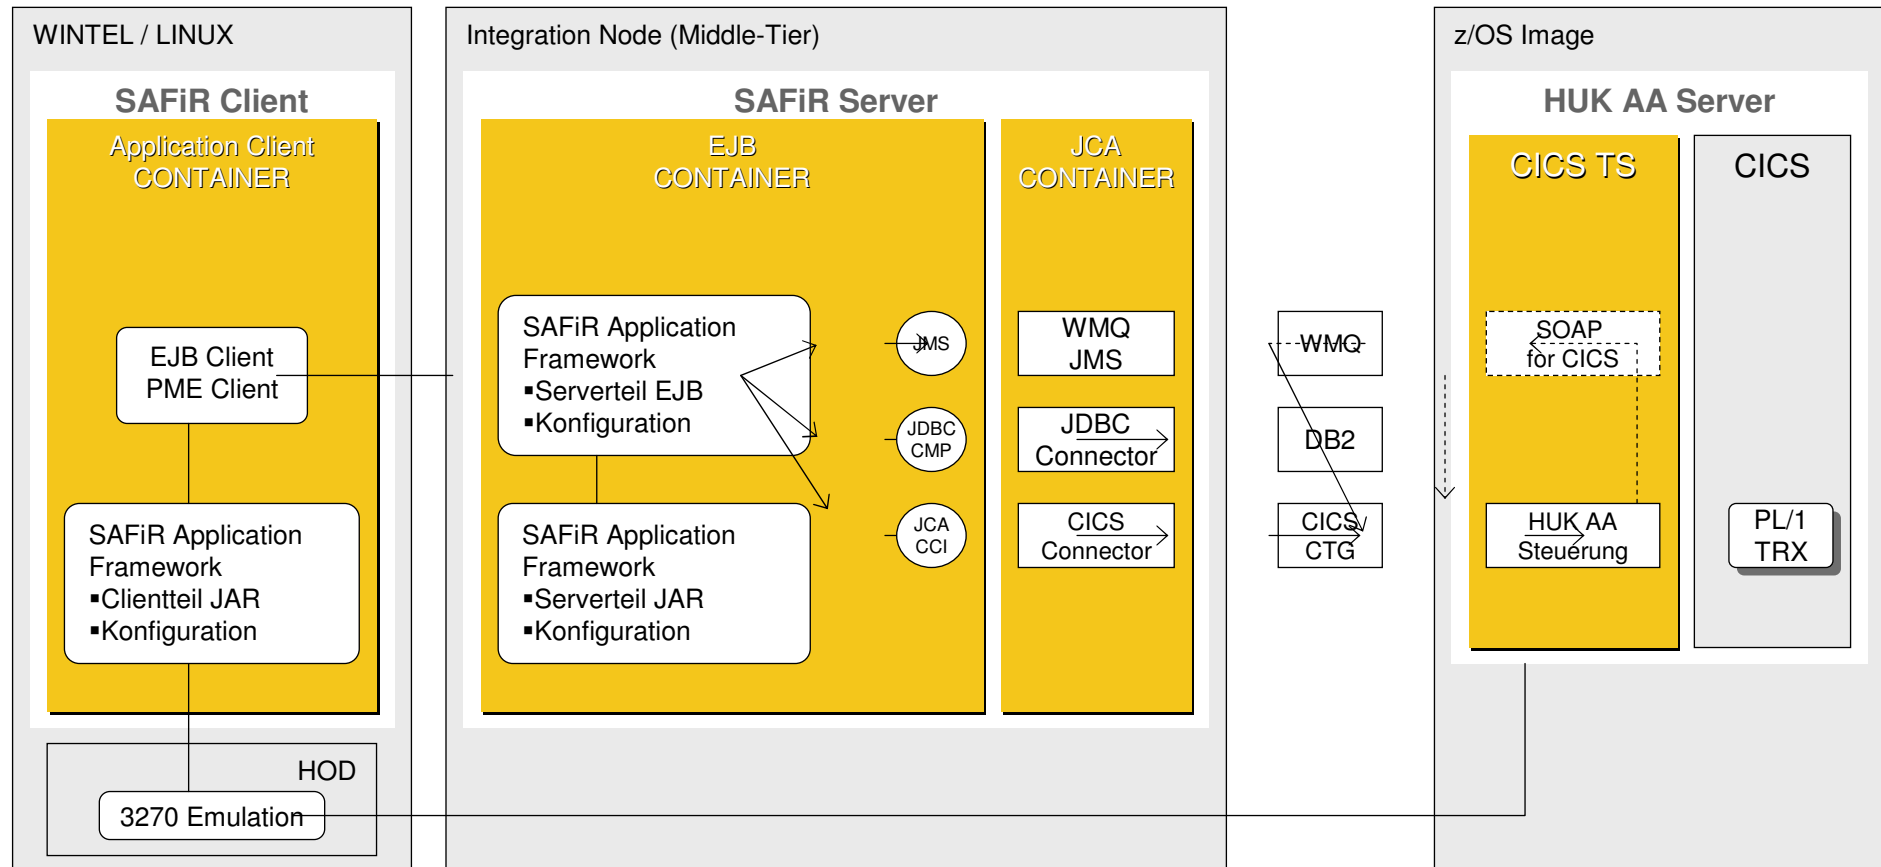 WINTEL / LINUX
SAFiR Client
Application Client
CONTAINER
EJB Client
PME Client
SAFiR Application
Framework
▪Clientteil JAR
▪Konfiguration
HOD
3270 Emulation
Integration Node (Middle-Tier)
SAFiR Server
EJB
CONTAINER
SAFiR Application
Framework
▪Serverteil EJB
▪Konfiguration
SAFiR Application
Framework
▪Serverteil JAR
▪Konfiguration
JMS
JDBC
CMP
JCA
CCI
JCA
CONTAINER
WMQ
JMS
JDBC
Connector
CICS
Connector
WMQ
DB2
CICS
CTG
z/OS Image
HUK AA Server
CICS TS
SOAP
for CICS
HUK AA
Steuerung
CICS
PL/1
TRX